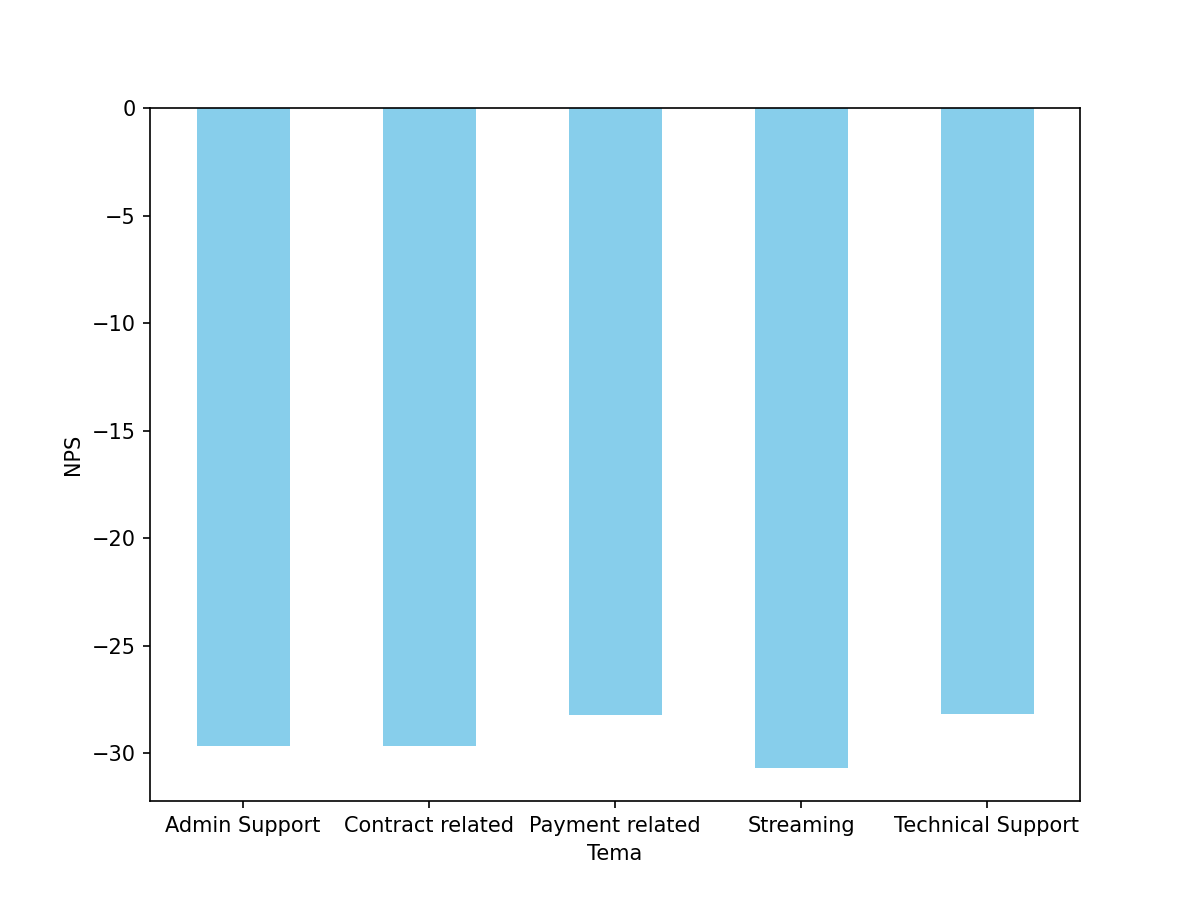 0
−5
−10
−15
−20
−25
−30
NPS
Admin Support
Contract related
Payment related
Streaming
Technical Support
Tema